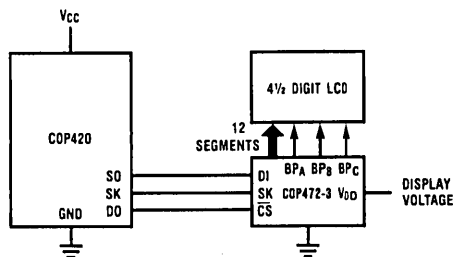 VCC
COP420
SO
SK
DO
GND
4½ DIGIT LCD
12
SEGMENTS
BPA BPB BPC
DI
SK COP472-3 VDD
CS
DISPLAY
VOLTAGE